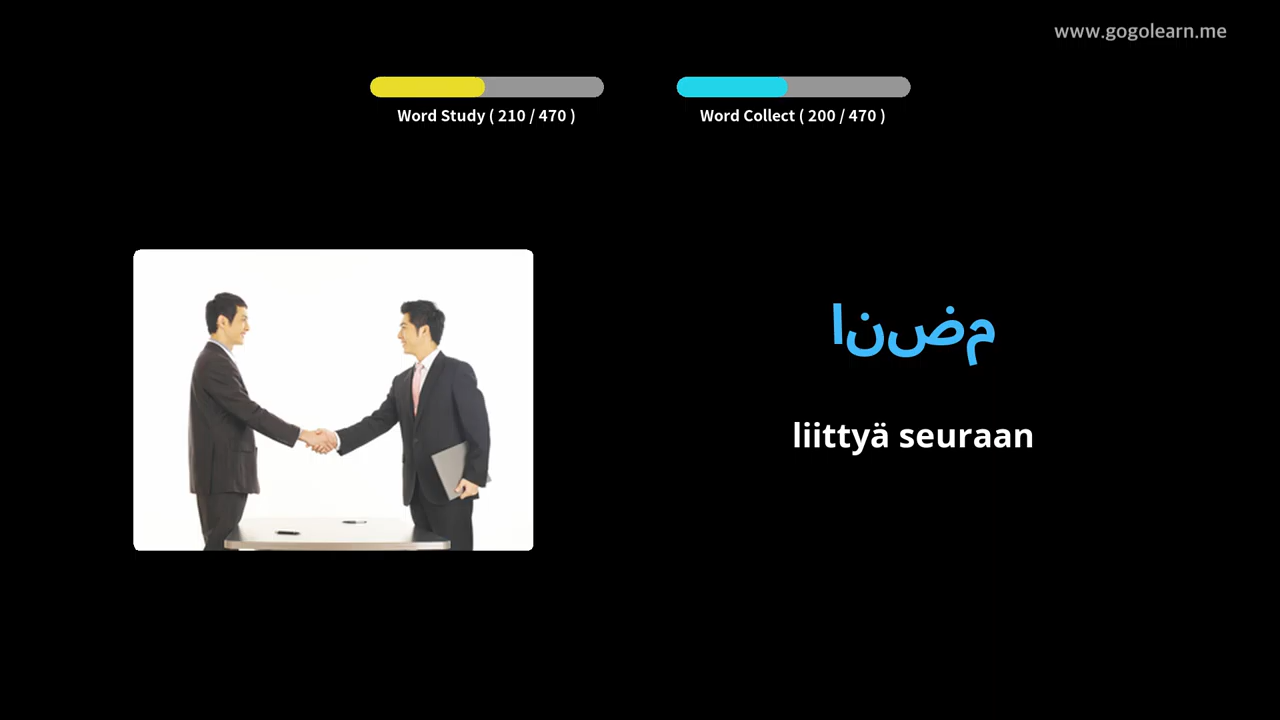 www.gogolearn.me
Word Study ( 210 / 470 )
Word Collect ( 200 / 470 )
انضم
liittyä seuraan